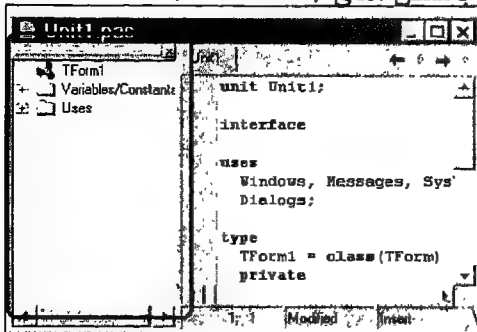 Unit1.pas
Unit1
TForm1
Variables/Constants
Uses
unit Unit1;
interface
uses
Windows, Messages, Sys
Dialogs;
type
TForm1 = class(TForm)
private
1: 1 Modified Insert